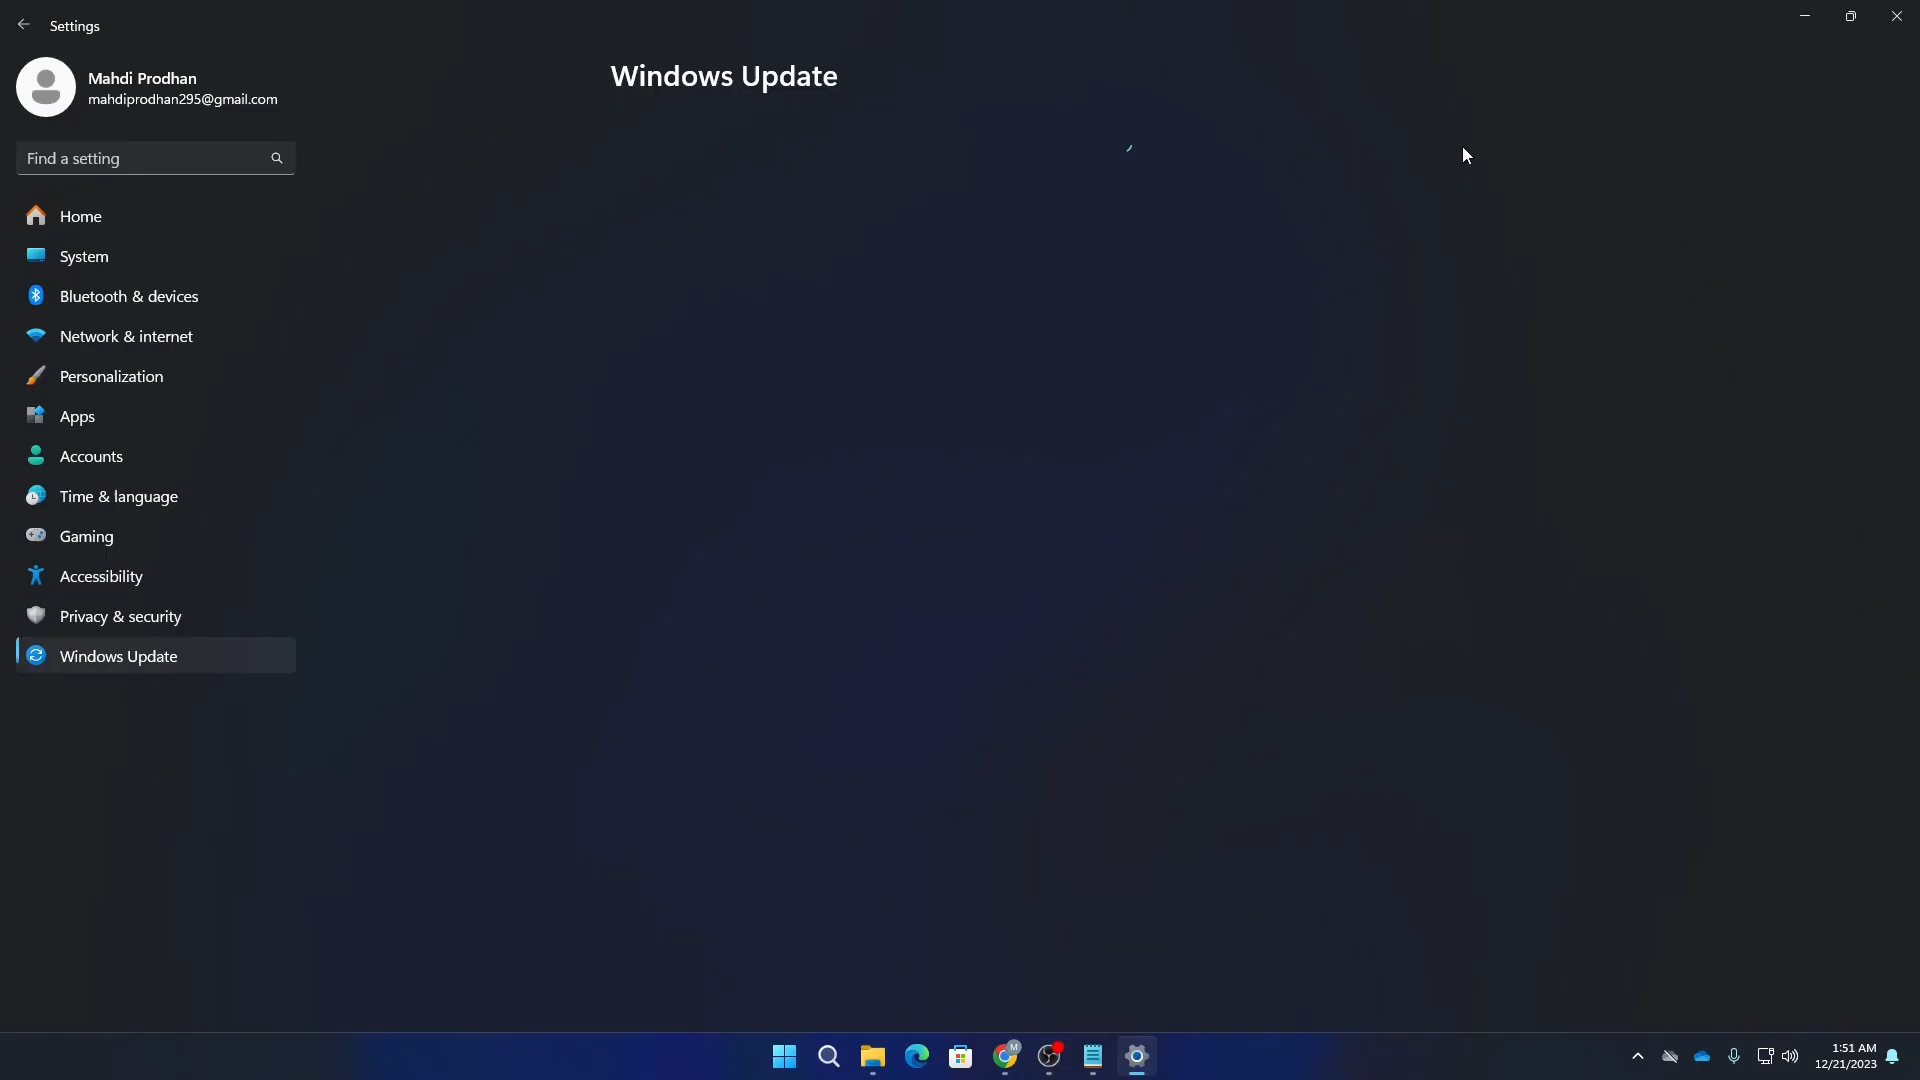 Settings
Mahdi Prodhan
mahdiprodhan295@gmail.com
Windows Update
Find a setting
Home
System
Bluetooth & devices
Network & internet
Personalization
Apps
Accounts
Time & language
Gaming
Accessibility
Privacy & security
Windows Update
M
1:51 AM
12/21/2023